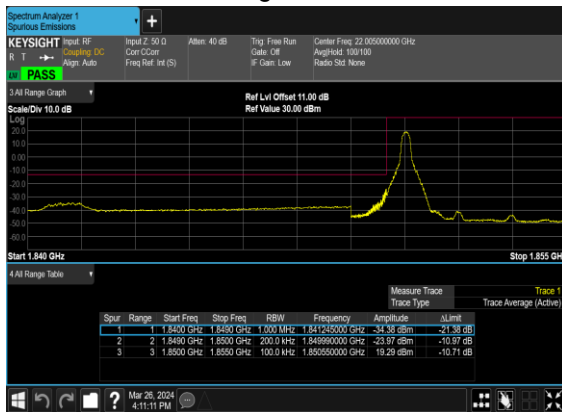 Spectrum Analyzer 1
Spurious Emissions
KEYSIGHT Input: RF Input Z: 50 Ω Atten: 40 dB Trig: Free Run Center Freq: 22.005000000 GHz
R T Coupling: DC Corr CCorr Gate: Off Avg|Hold: 100/100
Align: Auto Freq Ref: Int (S) IF Gain: Low Radio Std: None
PASS
3 All Range Graph
Ref Lvl Offset 11.00 dB
Scale/Div 10.0 dB Ref Value 30.00 dBm
Log
20.0
10.0
0.00
-10.0
-20.0
-30.0
-40.0
-50.0
-60.0
Start 1.840 GHz Stop 1.855 GH
4 All Range Table
Measure Trace Trace 1
Trace Type Trace Average (Active)
Spur Range Start Freq Stop Freq RBW Frequency Amplitude ΔLimit
1 1 1.8400 GHz 1.8490 GHz 1.000 MHz 1.841245000 GHz -34.38 dBm -21.38 dB
2 2 1.8490 GHz 1.8500 GHz 200.0 kHz 1.849990000 GHz -23.97 dBm -10.97 dB
3 3 1.8500 GHz 1.8550 GHz 100.0 kHz 1.850550000 GHz 19.29 dBm -10.71 dB
? Mar 26, 2024
4:11:11 PM